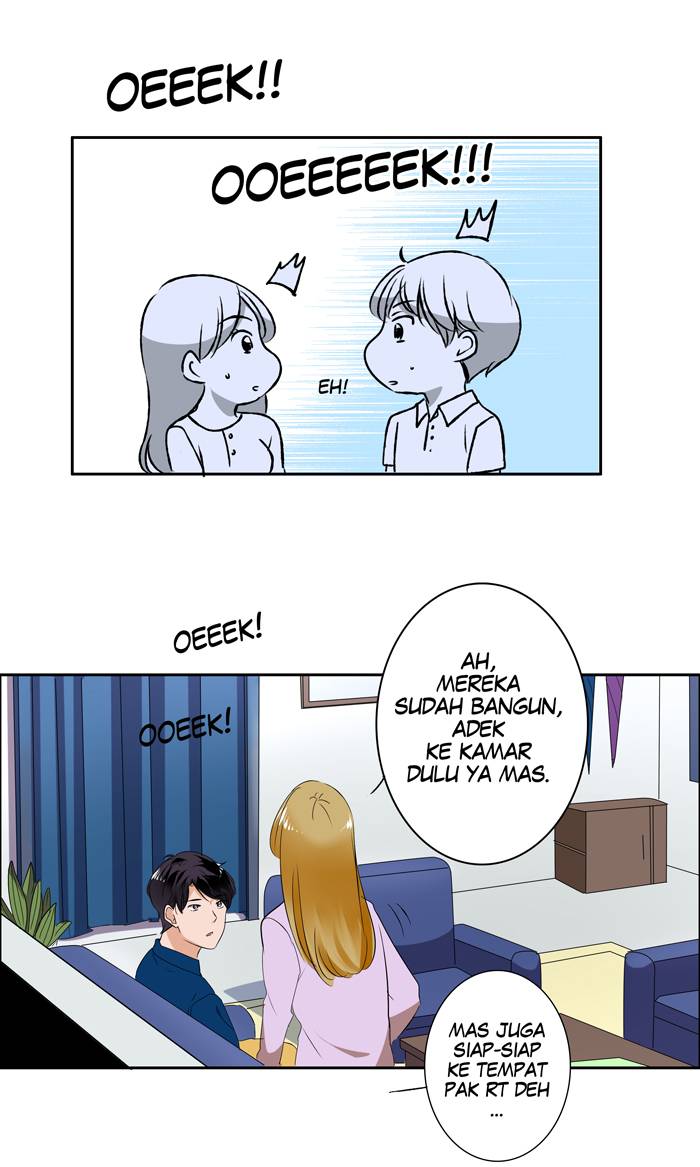 OEEEK!!
OOEEEEEEK!!!
EH!
OEEEK!
OOEEK!
AH,
MEREKA
SUDAH BANGUN,
ADEK
KE KAMAR
DULU YA MAS.
MAS JUGA
SIAP-SIAP
KE TEMPAT
PAK RT DEH
...